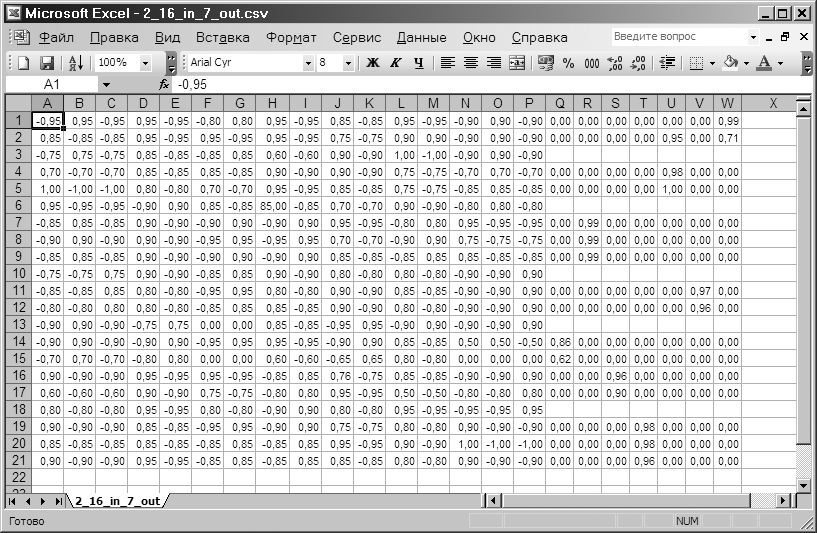 Microsoft Excel - 2_16_in_7_out.csv
Файл Правка Вид Вставка Формат Сервис Данные Окно Справка Введите вопрос
100% Arial Cyr 8 Ж К Ч % 000
A1 fx -0,95
A B C D E F G H I J K L M N O P Q R S T U V W X
1 -0,95 0,95 -0,95 0,95 -0,95 -0,80 0,80 0,95 -0,95 0,95 -0,95 0,95 -0,95 -0,90 0,95 -0,90 0,00 0,00 0,00 0,00 0,00 0,00 0,99
2 0,85 -0,85 -0,85 0,95 -0,95 0,95 -0,95 0,95 -0,95 0,75 -0,75 0,90 0,90 -0,90 0,90 -0,90 0,00 0,00 0,00 0,00 0,95 0,00 0,71
3 -0,75 0,75 -0,75 0,85 -0,85 -0,85 0,85 0,60 -0,60 0,90 -0,90 1,00 -1,00 -0,90 0,90 -0,90
4 0,70 -0,70 -0,70 0,85 0,85 0,85 -0,85 0,90 -0,90 0,90 -0,90 0,75 -0,75 -0,70 0,70 -0,70 0,00 0,00 0,00 0,00 0,98 0,00 0,00
5 1,00 -1,00 -1,00 0,80 -0,80 0,70 -0,70 0,95 -0,95 0,85 -0,85 0,75 -0,75 -0,85 0,85 -0,85 0,00 0,00 0,00 0,00 1,00 0,00 0,00
6 0,95 -0,95 -0,95 -0,90 0,90 0,85 -0,85 85,00 -0,85 0,70 -0,70 0,90 -0,90 -0,80 0,80 -0,80
7 -0,85 0,85 -0,90 0,90 -0,90 -0,90 0,90 -0,90 0,90 0,95 -0,95 -0,80 0,80 0,95 -0,95 -0,95 0,00 0,99 0,00 0,00 0,00 0,00 0,00
8 -0,90 0,90 -0,90 0,90 -0,90 -0,95 0,95 -0,95 0,95 0,70 -0,70 -0,90 0,90 0,75 -0,75 -0,75 0,00 0,99 0,00 0,00 0,00 0,00 0,00
9 -0,85 0,85 -0,85 0,90 -0,90 -0,85 0,85 -0,90 0,90 0,85 -0,85 -0,85 0,85 0,85 -0,85 -0,85 0,00 0,99 0,00 0,00 0,00 0,00 0,00
10 -0,75 -0,75 0,75 0,90 -0,90 -0,85 0,85 0,90 -0,90 0,80 -0,80 0,80 -0,80 -0,90 -0,90 0,90
11 -0,85 -0,85 0,85 0,80 -0,80 -0,95 0,95 0,80 -0,80 0,85 -0,85 0,90 -0,90 -0,90 -0,90 0,90 0,00 0,00 0,00 0,00 0,00 0,97 0,00
12 -0,80 -0,80 0,80 0,80 -0,80 -0,85 0,85 0,85 -0,85 0,90 -0,90 0,80 -0,80 -0,85 -0,85 0,85 0,00 0,00 0,00 0,00 0,00 0,96 0,00
13 -0,90 0,90 -0,90 -0,75 0,75 0,00 0,00 0,85 -0,85 -0,95 0,95 -0,90 0,90 -0,90 -0,90 0,90
14 -0,90 0,90 -0,90 -0,95 0,95 0,90 -0,90 0,90 -0,90 -0,90 0,90 0,85 -0,85 0,50 0,50 -0,50 0,86 0,00 0,00 0,00 0,00 0,00 0,00
15 -0,70 0,70 -0,70 -0,80 0,80 0,00 0,00 0,60 -0,60 -0,65 0,65 0,80 -0,80 0,00 0,00 0,00 0,62 0,00 0,00 0,00 0,00 0,00 0,00
16 0,90 -0,90 -0,90 0,95 -0,95 0,95 -0,95 -0,85 0,85 0,76 -0,75 0,85 -0,85 -0,90 0,90 -0,90 0,00 0,00 0,96 0,00 0,00 0,00 0,00
17 0,60 -0,60 -0,60 0,90 -0,90 0,75 -0,75 -0,80 0,80 0,95 -0,95 0,50 -0,50 -0,80 -0,80 0,80 0,00 0,00 0,90 0,00 0,00 0,00 0,00
18 0,80 -0,80 -0,80 0,95 -0,95 0,80 -0,80 -0,90 0,90 0,80 -0,80 0,95 -0,95 -0,95 -0,95 0,95
19 0,90 -0,90 -0,90 0,85 -0,85 -0,95 0,95 -0,90 0,90 0,75 -0,75 0,80 -0,80 0,90 -0,90 -0,90 0,00 0,00 0,00 0,98 0,00 0,00 0,00
20 0,85 -0,85 -0,85 0,95 -0,95 -0,90 0,90 -0,85 0,85 0,95 -0,95 0,90 -0,90 1,00 -1,00 -1,00 0,00 0,00 0,00 0,98 0,00 0,00 0,00
21 0,90 -0,90 -0,90 0,95 -0,95 -0,85 0,85 -0,85 0,85 0,85 -0,85 0,80 -0,80 0,90 -0,90 -0,90 0,00 0,00 0,00 0,96 0,00 0,00 0,00
22
2_16_in_7_out
Готово NUM